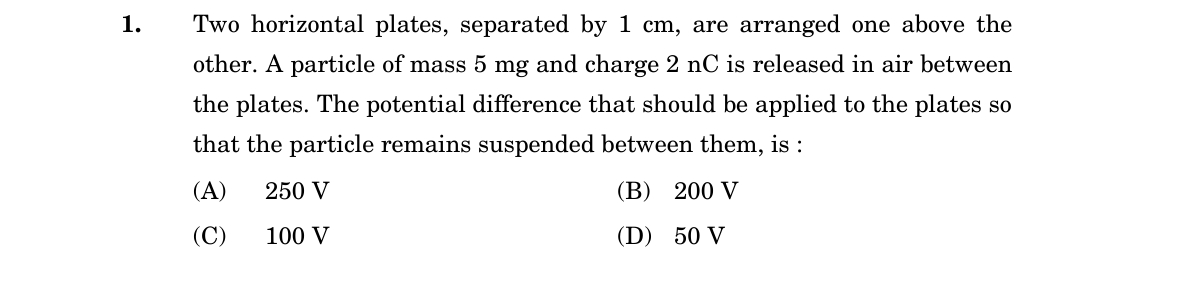 1. Two horizontal plates, separated by 1 cm, are arranged one above the
other. A particle of mass 5 mg and charge 2 nC is released in air between
the plates. The potential difference that should be applied to the plates so
that the particle remains suspended between them, is :
(A) 250 V (B) 200 V
(C) 100 V (D) 50 V